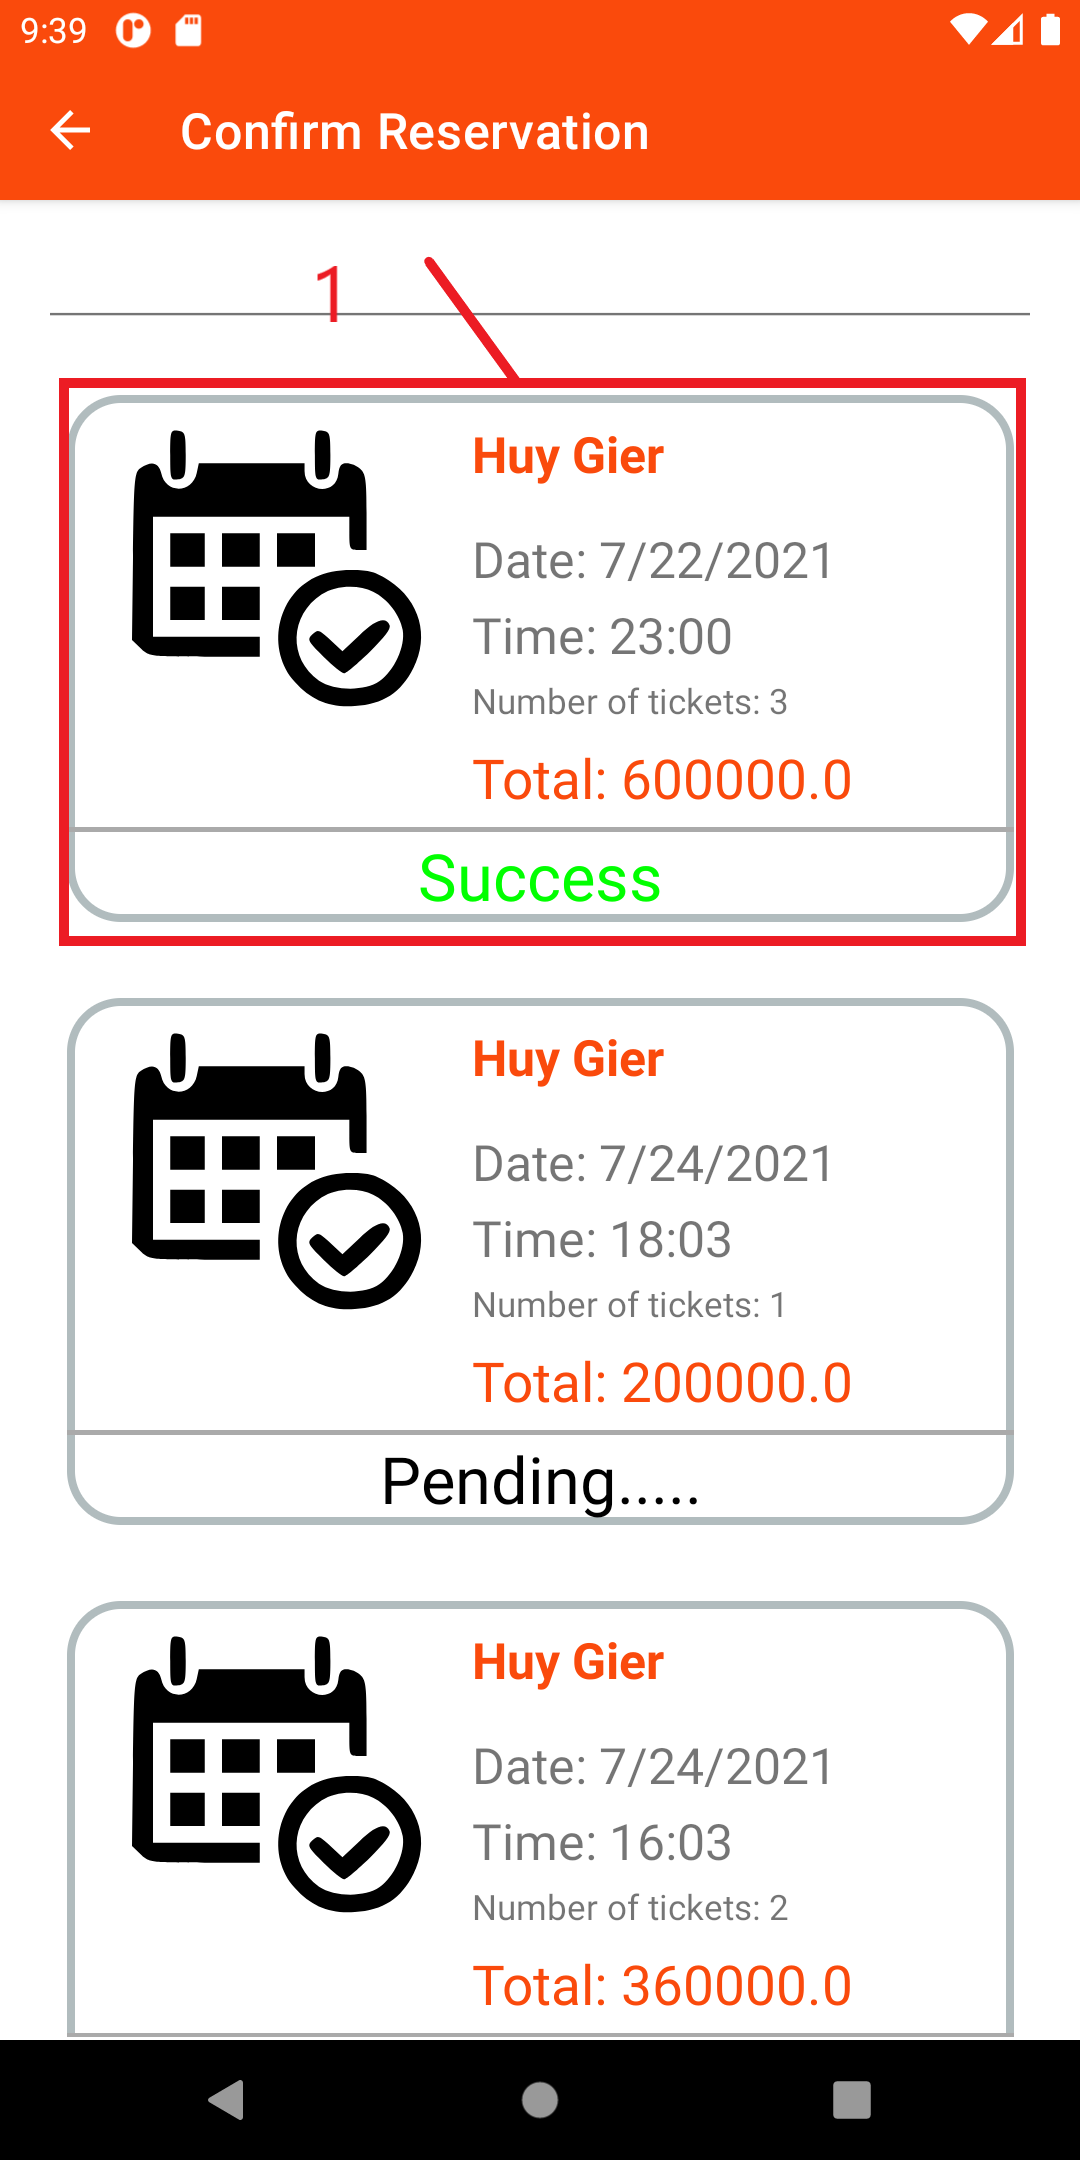 9:39
Confirm Reservation
1
Huy Gier
Date: 7/22/2021
Time: 23:00
Number of tickets: 3
Total: 600000.0
Success
Huy Gier
Date: 7/24/2021
Time: 18:03
Number of tickets: 1
Total: 200000.0
Pending.....
Huy Gier
Date: 7/24/2021
Time: 16:03
Number of tickets: 2
Total: 360000.0